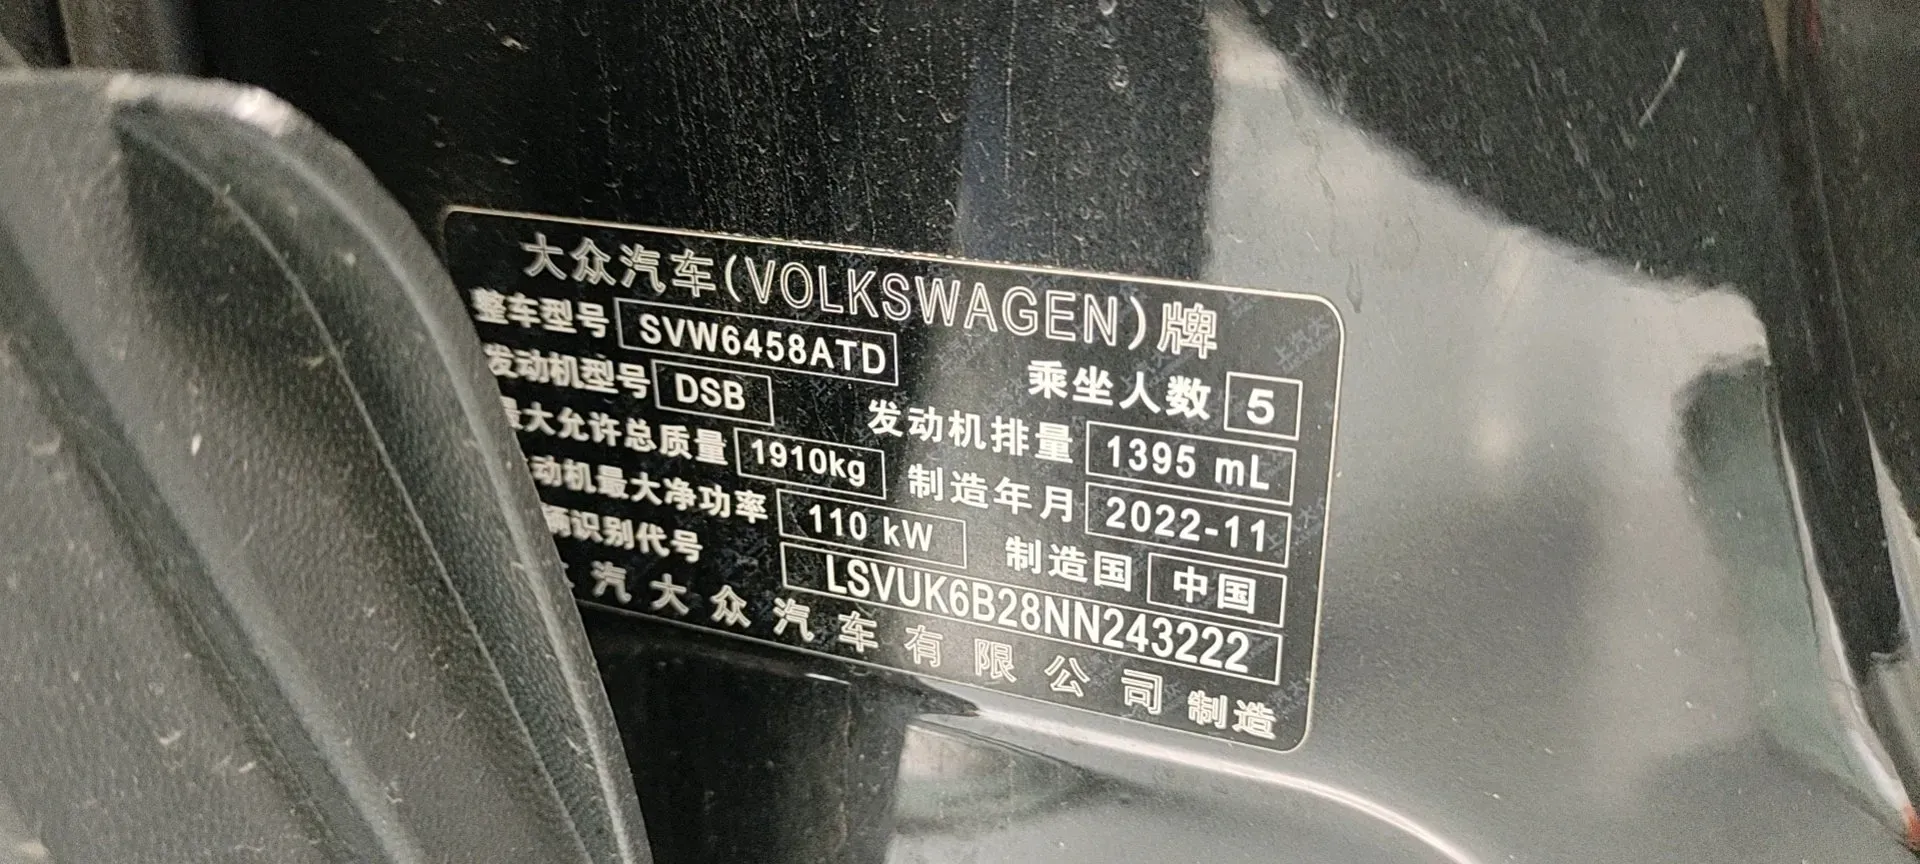 大众汽车(VOLKSWAGEN)牌
整车型号 SVW6458ATD 乘坐人数 5
发动机型号 DSB 发动机排量 1395 mL
最大允许总质量 1910kg 制造年月 2022-11
动机最大净功率 110 kW 制造国 中国
辆识别代号 LSVUK6B28NN243222
汽大众汽车有限公司制造